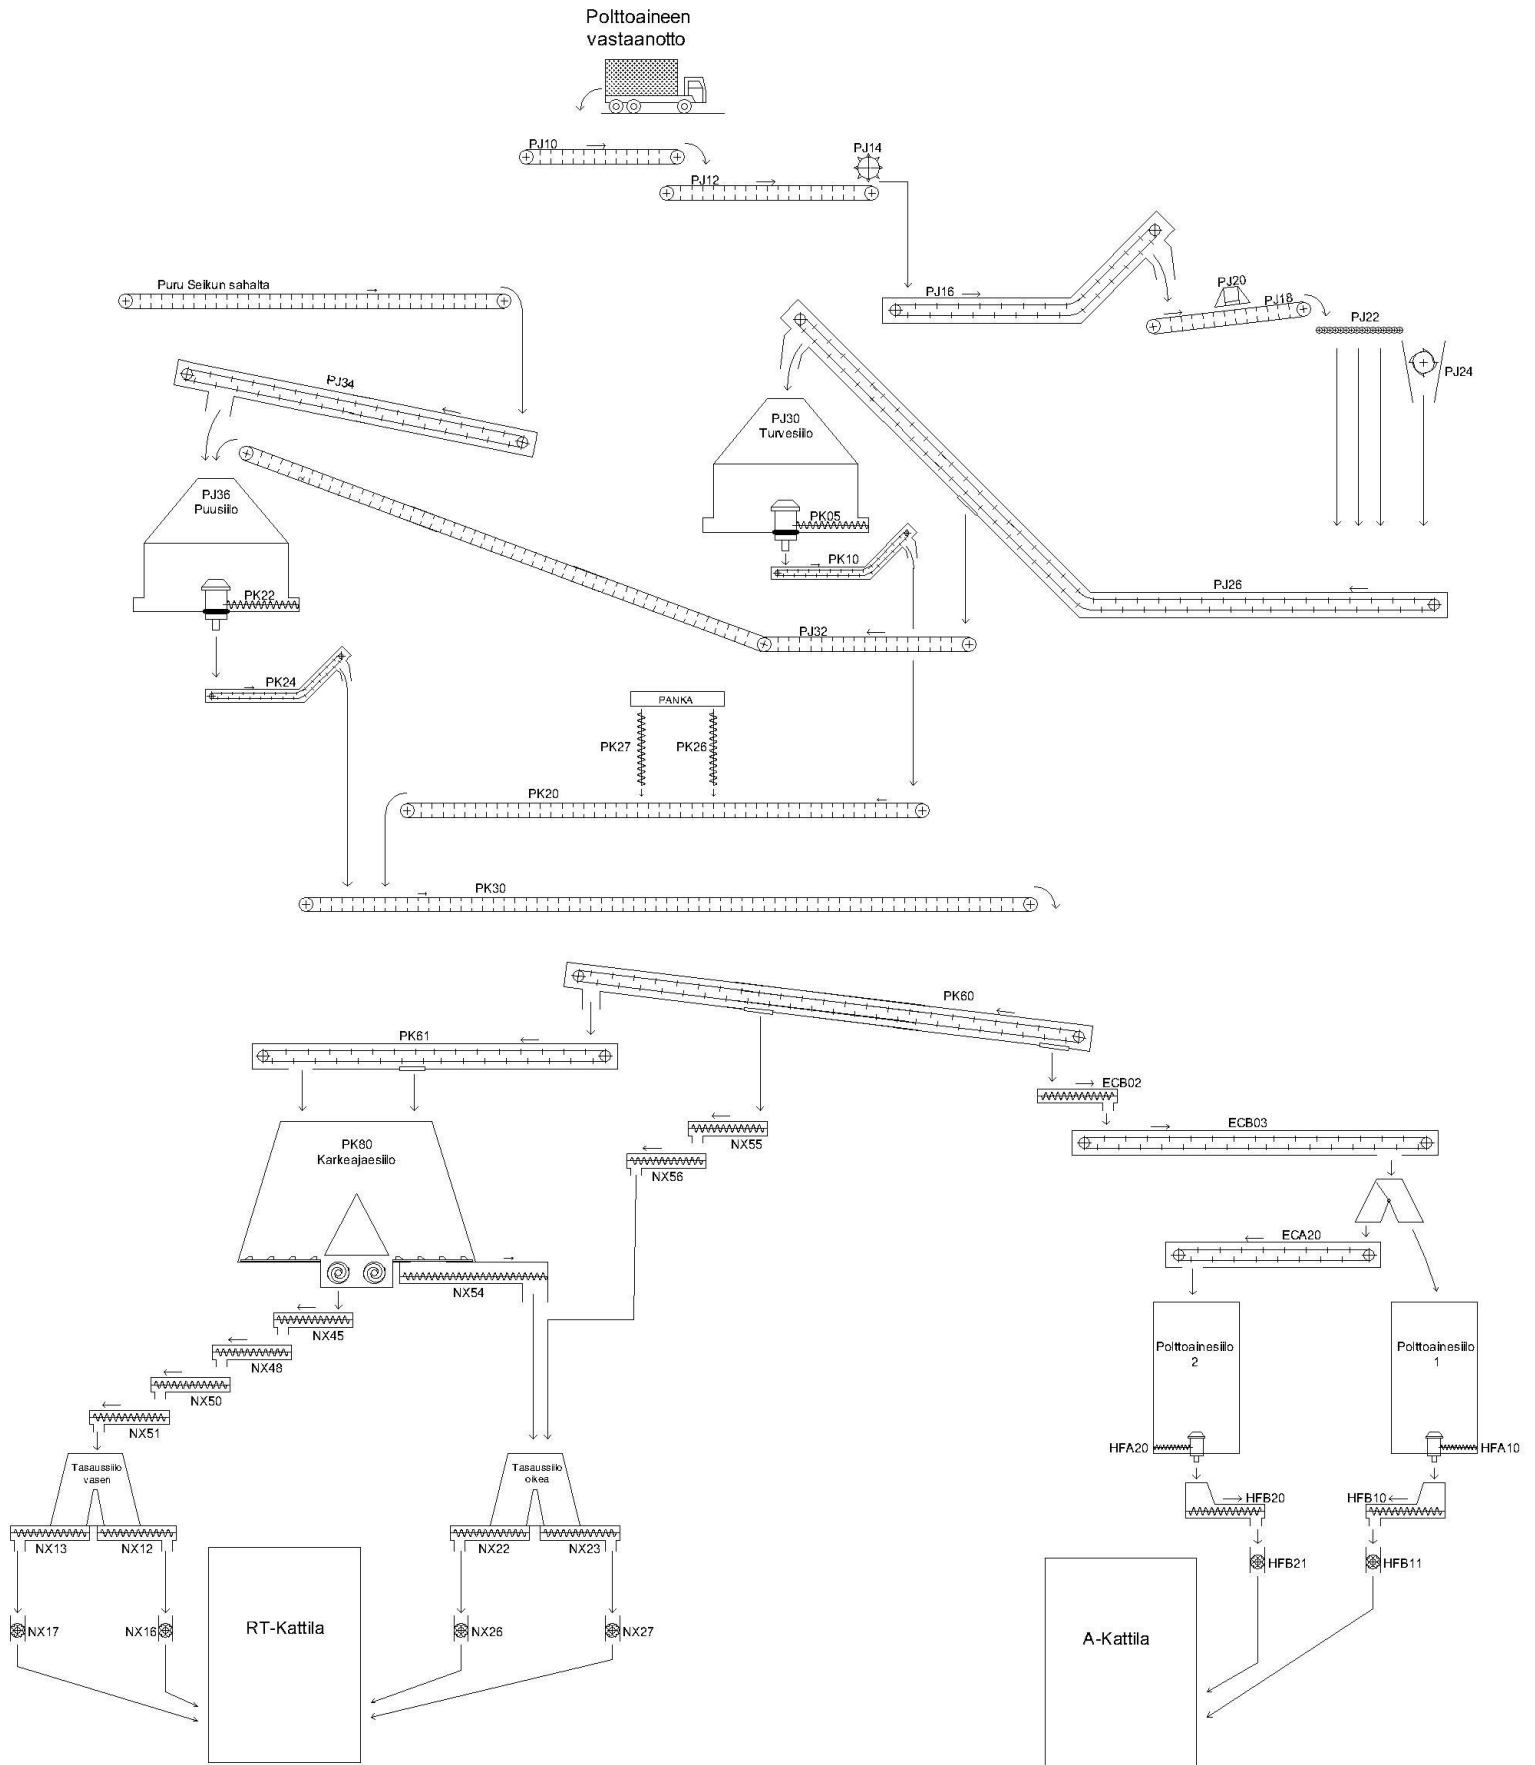 Polttoaineen
vastaanotto
PJ10
PJ14
PJ12
PJ16
PJ20
PJ18
PJ22
PJ24
Puru Seikun sahalta
PJ34
PJ30
Turvesiilo
PJ36
Puusiilo
PK05
PK10
PJ26
PK22
PJ32
PK24
PANKA
PK27
PK26
PK20
PK30
PK60
PK61
ECB02
ECB03
PK80
Karkeajaesiilo
NX55
NX56
ECA20
NX54
NX45
NX48
NX50
NX51
Polttoainesiilo
2
Polttoainesiilo
1
HFA20
HFA10
Tasaussiilo
vasen
Tasaussiilo
oikea
HFB20
HFB10
NX13
NX12
NX22
NX23
HFB21
HFB11
NX17
NX16
RT-Kattila
NX26
NX27
A-Kattila